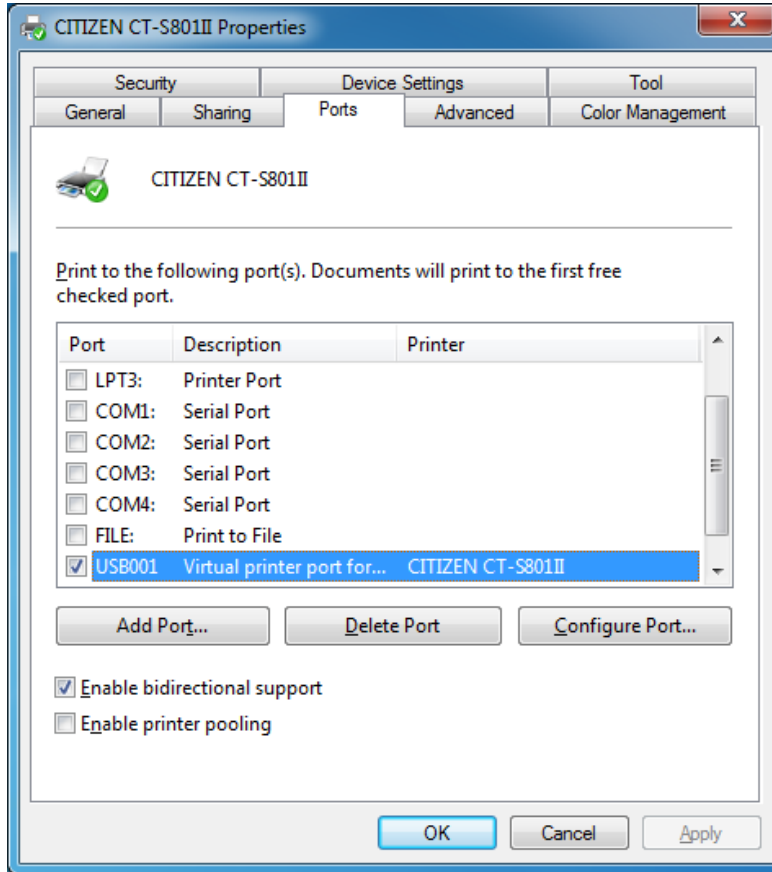 CITIZEN CT-S801II Properties
Security Device Settings Tool
General Sharing Ports Advanced Color Management
CITIZEN CT-S801II
Print to the following port(s). Documents will print to the first free
checked port.
Port Description Printer
LPT3: Printer Port
COM1: Serial Port
COM2: Serial Port
COM3: Serial Port
COM4: Serial Port
FILE: Print to File
USB001 Virtual printer port for... CITIZEN CT-S801II
Add Port... Delete Port Configure Port...
Enable bidirectional support
Enable printer pooling
OK Cancel Apply